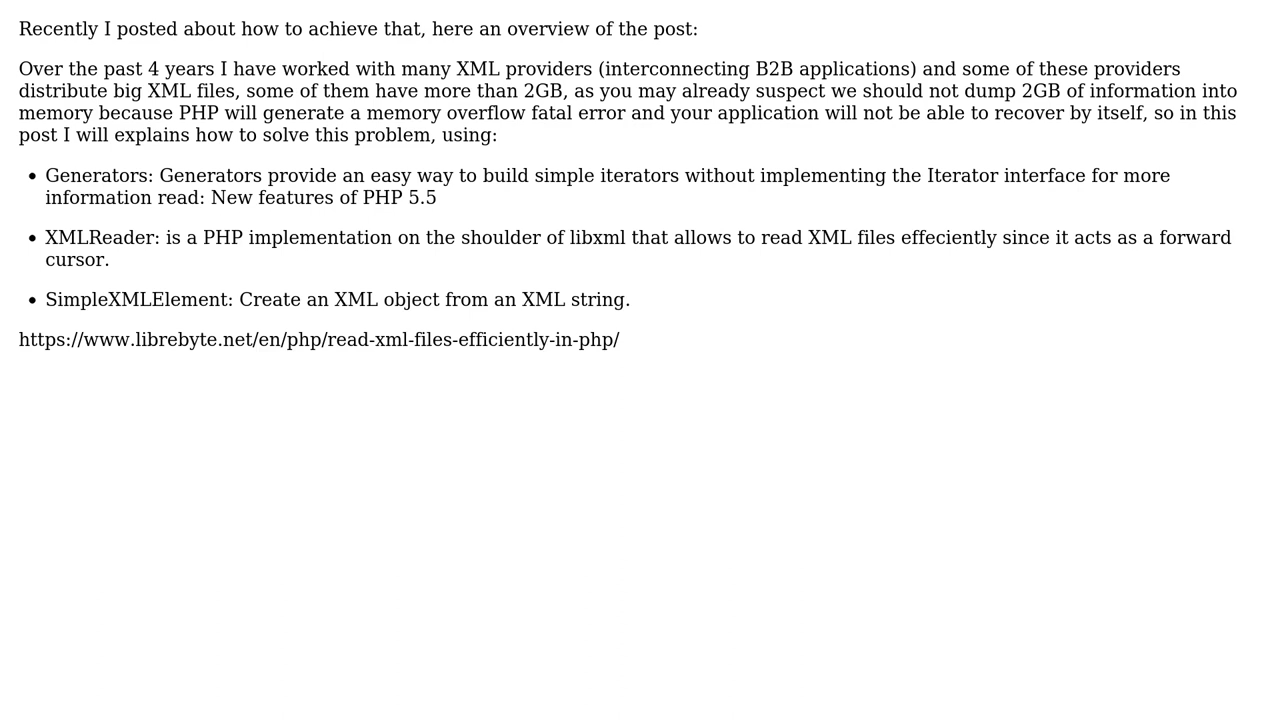 Recently I posted about how to achieve that, here an overview of the post:
Over the past 4 years I have worked with many XML providers (interconnecting B2B applications) and some of these providers
distribute big XML files, some of them have more than 2GB, as you may already suspect we should not dump 2GB of information into
memory because PHP will generate a memory overflow fatal error and your application will not be able to recover by itself, so in this
post I will explains how to solve this problem, using:
• Generators: Generators provide an easy way to build simple iterators without implementing the Iterator interface for more
information read: New features of PHP 5.5
• XMLReader: is a PHP implementation on the shoulder of libxml that allows to read XML files effeciently since it acts as a forward
cursor.
• SimpleXMLElement: Create an XML object from an XML string.
https://www.librebyte.net/en/php/read-xml-files-efficiently-in-php/